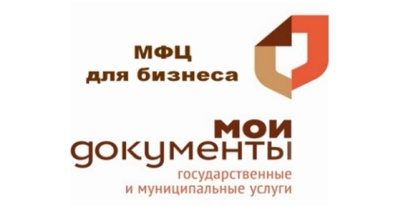 МФЦ
для бизнеса
мои
документы
государственные
и муниципальные услуги